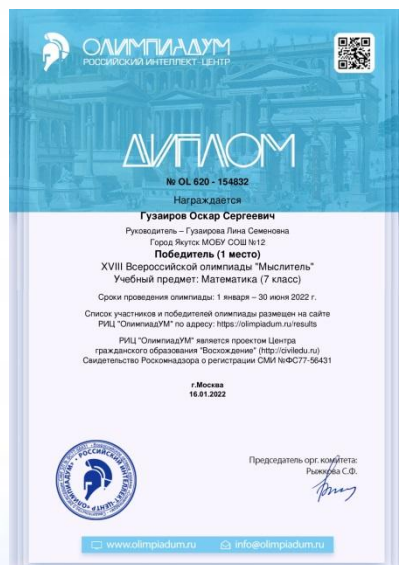 ОЛИМПИАДУМ
РОССИЙСКИЙ ИНТЕЛЛЕКТ-ЦЕНТР
ДИПЛОМ
№ OL 620 - 154832
Награждается
Гузаиров Оскар Сергеевич
Руководитель – Гузаирова Лина Семеновна
Город Якутск МОБУ СОШ №12
Победитель (1 место)
XVIII Всероссийской олимпиады "Мыслитель"
Учебный предмет: Математика (7 класс)
Сроки проведения олимпиады: 1 января – 30 июня 2022 г.
Список участников и победителей олимпиады размещен на сайте
РИЦ "ОлимпиадУМ" по адресу: https://olimpiadum.ru/results
РИЦ "ОлимпиадУМ" является проектом Центра
гражданского образования "Восхождение" (http://civiledu.ru)
Свидетельство Роскомнадзора о регистрации СМИ №ФС77-56431
г.Москва
16.01.2022
РОССИЙСКИЙ ИНТЕЛЛЕКТ-ЦЕНТР «ОЛИМПИАДУМ»
Председатель орг. комитета:
Рыжкова С.Ф.
www.olimpiadum.ru
info@olimpiadum.ru